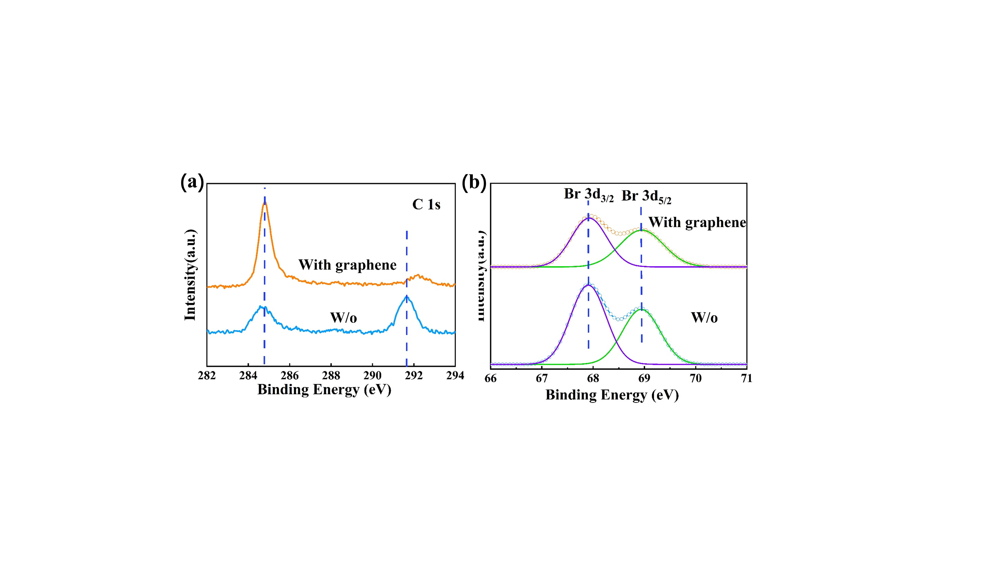 (a)
C 1s
With graphene
W/o
Intensity(a.u.)
282 284 286 288 290 292 294
Binding Energy (eV)
(b)
Br 3d3/2 Br 3d5/2
With graphene
W/o
66 67 68 69 70 71
Binding Energy (eV)